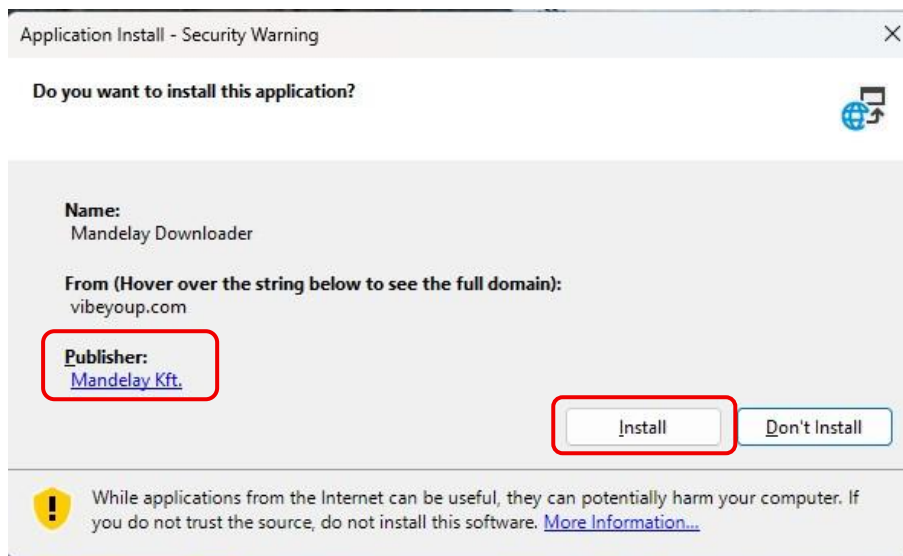 Application Install - Security Warning
Do you want to install this application?
Name:
Mandelay Downloader
From (Hover over the string below to see the full domain):
vibeyoup.com
Publisher:
Mandelay Kft.
Install
Don't Install
While applications from the Internet can be useful, they can potentially harm your computer. If
you do not trust the source, do not install this software. More Information...